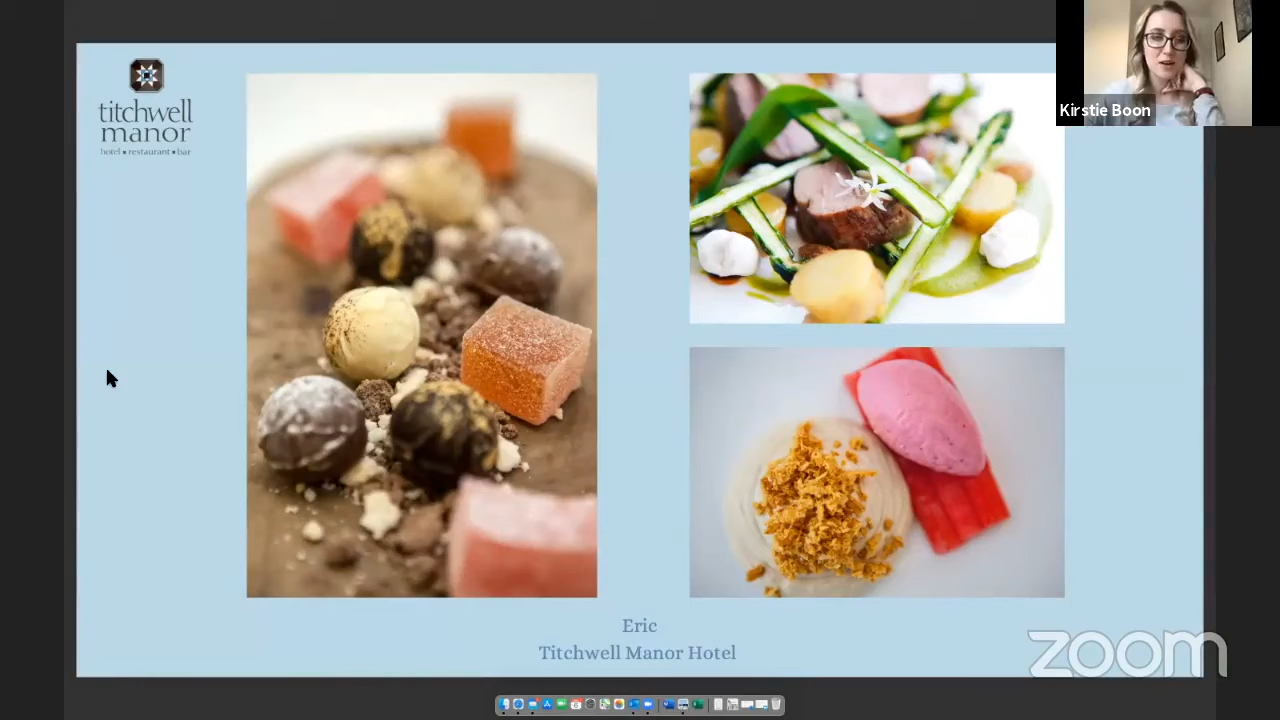 titchwell
manor
hotel ▪ restaurant ▪ bar
Kirstie Boon
Eric
Titchwell Manor Hotel
zoom